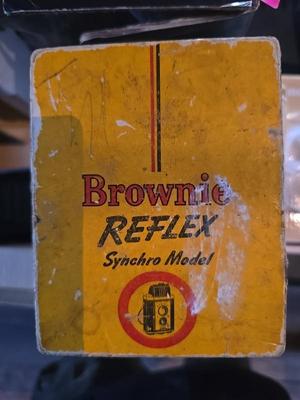 Brownie
REFLEX
Synchro Model